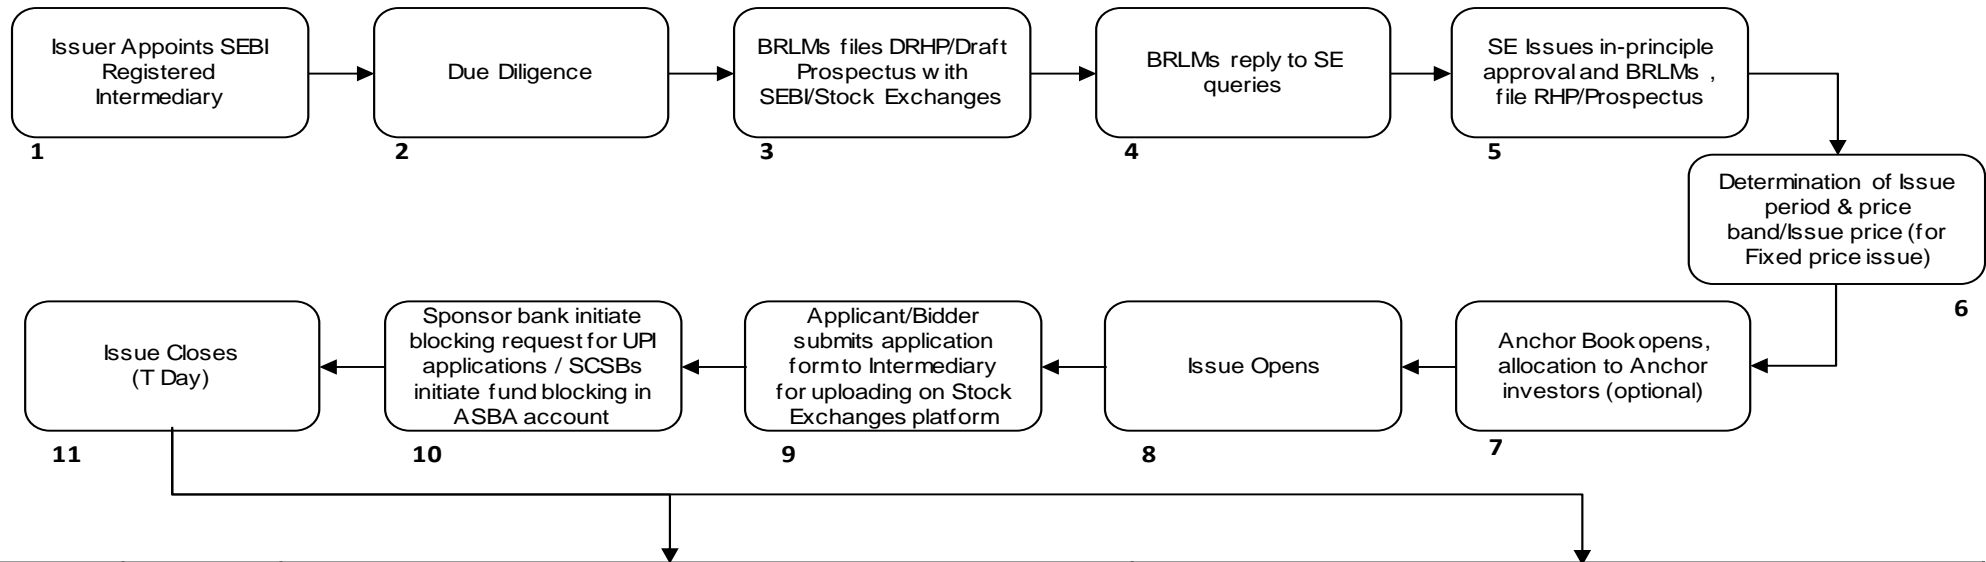 Issuer Appoints SEBI
Registered
Intermediary
1
Due Diligence
2
BRLMs files DRHP/Draft
Prospectus with
SEBI/Stock Exchanges
3
BRLMs reply to SE
queries
4
SE Issues in-principle
approval and BRLMs ,
file RHP/Prospectus
5
Determination of Issue
period & price
band/Issue price (for
Fixed price issue)
6
Anchor Book opens,
allocation to Anchor
investors (optional)
7
Issue Opens
8
Applicant/Bidder
submits application
form to Intermediary
for uploading on Stock
Exchanges platform
9
Sponsor bank initiate
blocking request for UPI
applications / SCSBs
initiate fund blocking in
ASBA account
10
Issue Closes
(T Day)
11